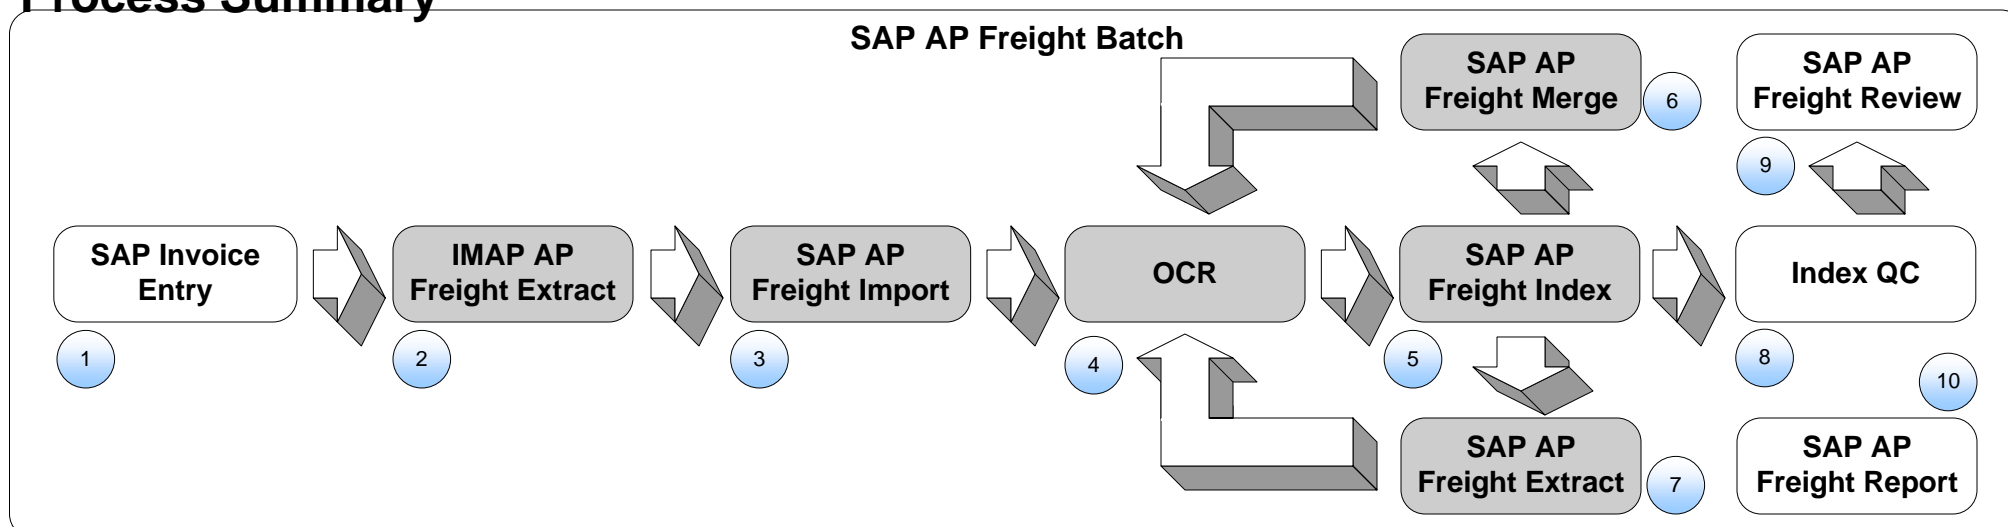 Process Summary
SAP AP Freight Batch
SAP AP
Freight Merge
6
SAP AP
Freight Review
9
SAP Invoice
Entry
1
IMAP AP
Freight Extract
2
SAP AP
Freight Import
3
OCR
4
SAP AP
Freight Index
5
Index QC
8
10
SAP AP
Freight Extract
7
SAP AP
Freight Report